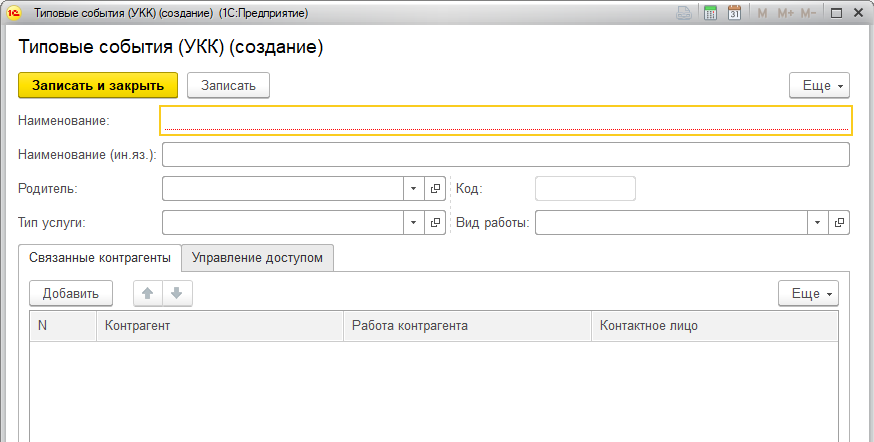 1С Типовые события (УКК) (создание) (1С:Предприятие) 31 M M+ M-
Типовые события (УКК) (создание)
Записать и закрыть Записать Еще
Наименование:
Наименование (ин.яз.):
Родитель: Код:
Тип услуги: Вид работы:
Связанные контрагенты Управление доступом
Добавить Еще
N Контрагент Работа контрагента Контактное лицо